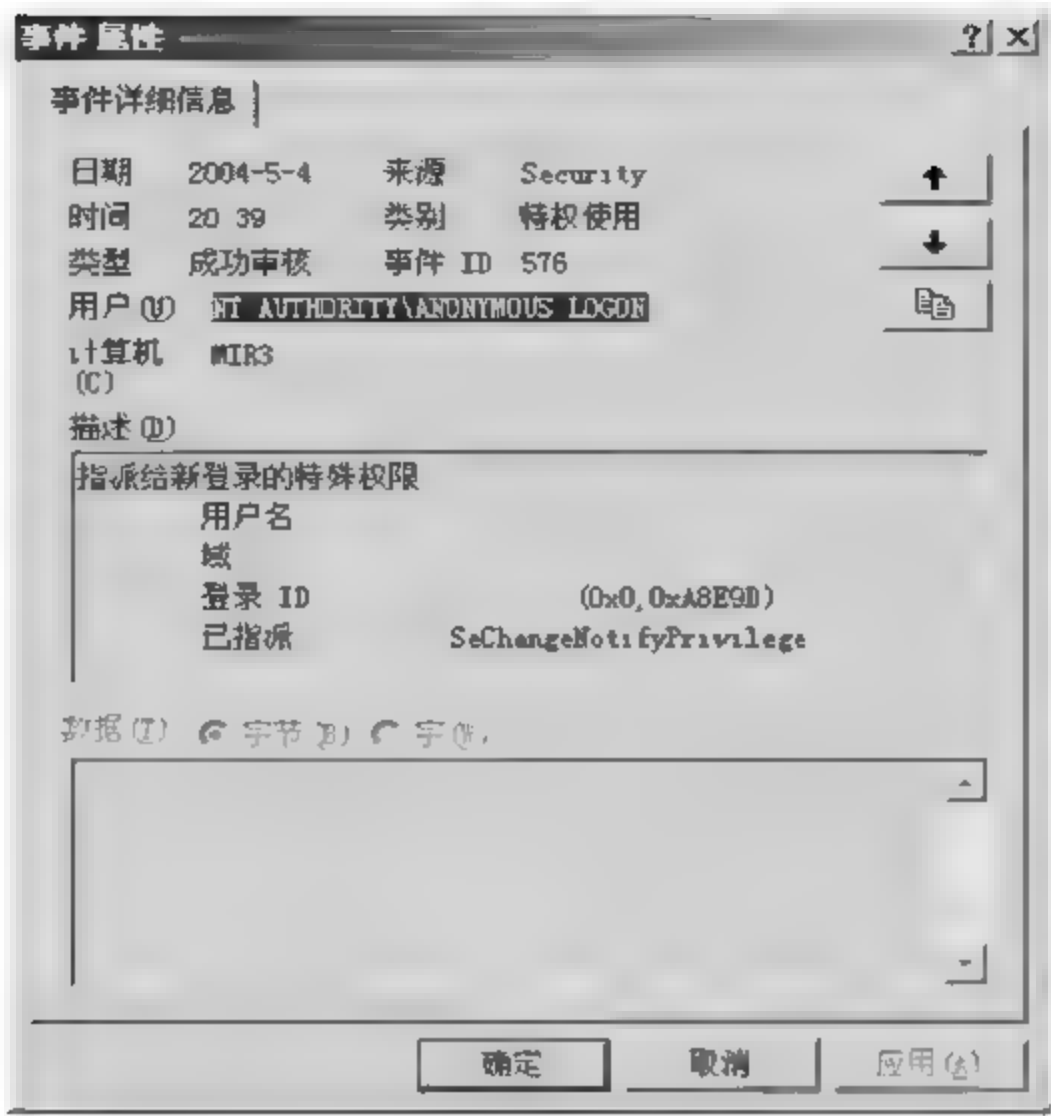 事件 属性
事件详细信息
日期 2004-5-4 来源 Security
时间 20 39 类别 特权使用
类型 成功审核 事件 ID 576
用户(U) NT AUTHORITY\ANONYMOUS LOGON
计算机 MIR3
(C)
描述(D)
指派给新登录的特殊权限
用户名
域
登录 ID (0x0,0xA8E9D)
已指派 SeChangeNotifyPrivilege
数据(T) 字节(B) 字(W)
确定 取消 应用(A)